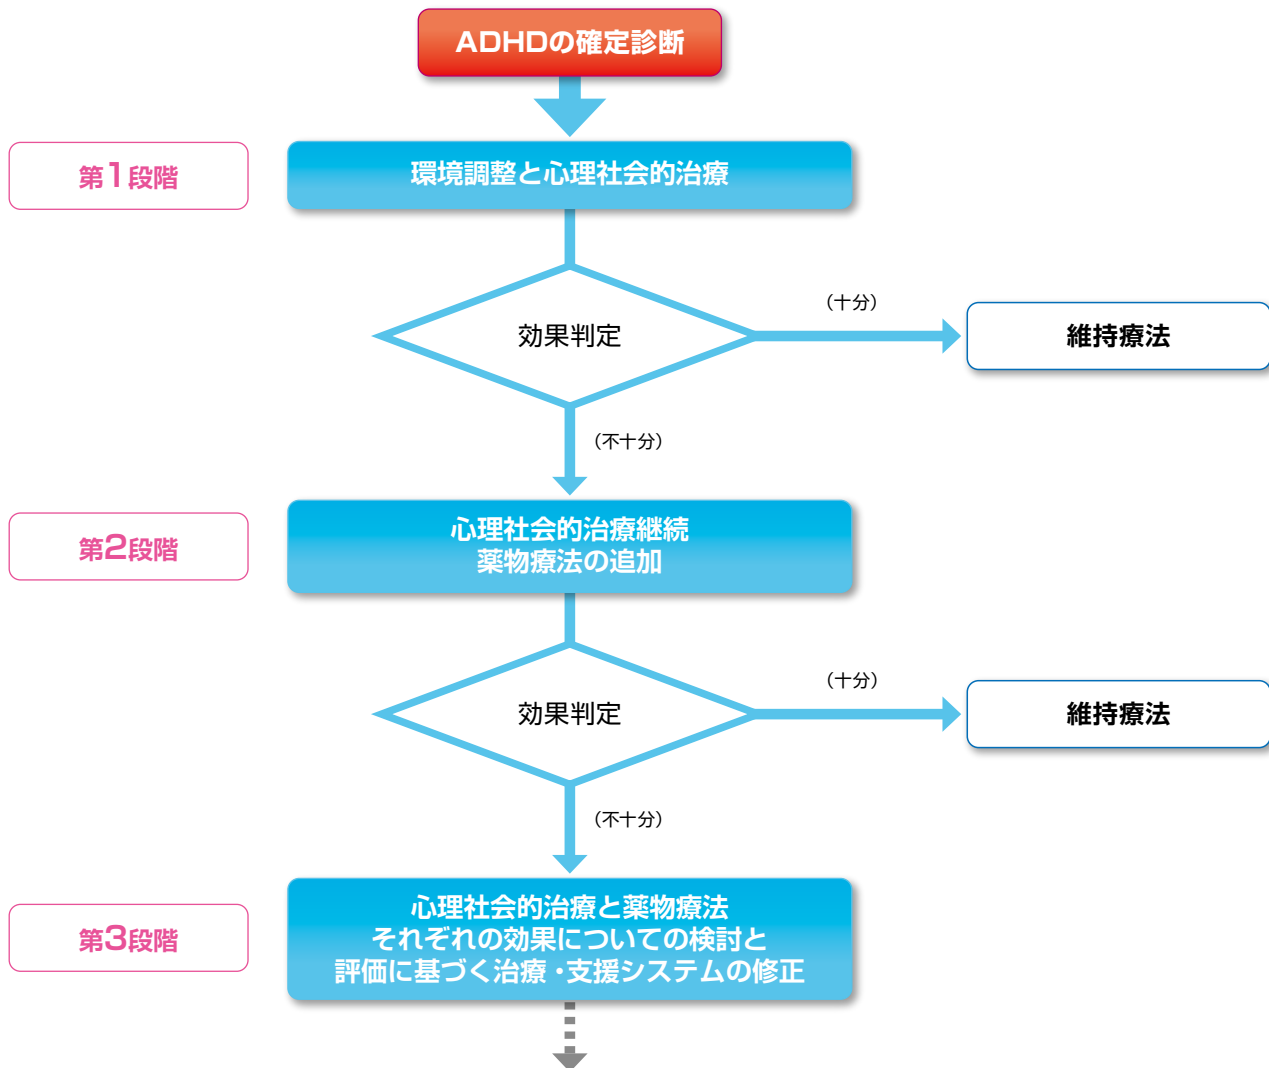 ADHDの確定診断
第1段階
環境調整と心理社会的治療
効果判定
(十分)
維持療法
(不十分)
第2段階
心理社会的治療継続
薬物療法の追加
効果判定
(十分)
維持療法
(不十分)
第3段階
心理社会的治療と薬物療法
それぞれの効果についての検討と
評価に基づく治療・支援システムの修正